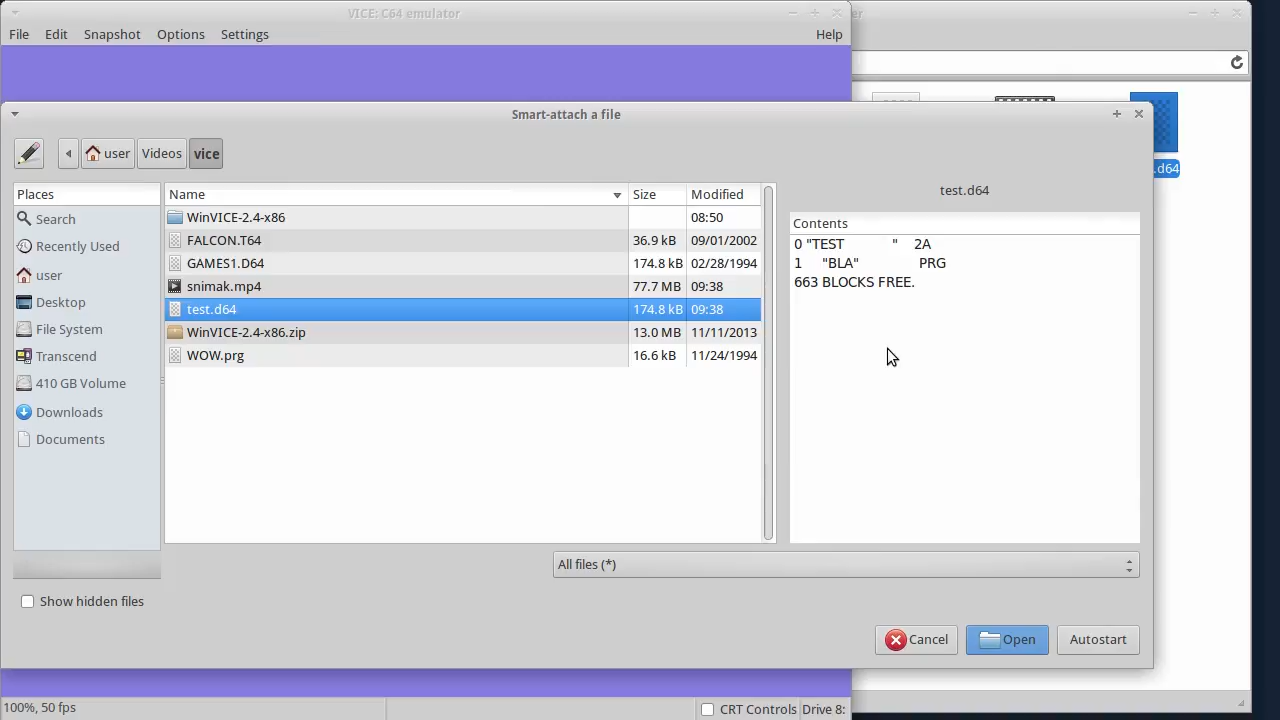 VICE: C64 emulator
er
File Edit Snapshot Options Settings Help
Smart-attach a file
user Videos vice
.d64
Places
Search
Recently Used
user
Desktop
File System
Transcend
410 GB Volume
Downloads
Documents
Name Size Modified
WinVICE-2.4-x86 08:50
FALCON.T64 36.9 kB 09/01/2002
GAMES1.D64 174.8 kB 02/28/1994
snimak.mp4 77.7 MB 09:38
test.d64 174.8 kB 09:38
WinVICE-2.4-x86.zip 13.0 MB 11/11/2013
WOW.prg 16.6 kB 11/24/1994
test.d64
Contents
0 "TEST " 2A
1 "BLA" PRG
663 BLOCKS FREE.
All files (*)
Show hidden files
Cancel Open Autostart
100%, 50 fps
CRT Controls Drive 8: